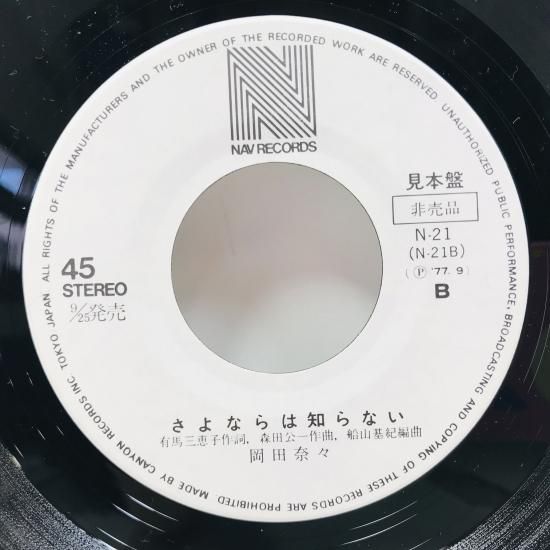 ALL RIGHTS OF THE MANUFACTURERS AND THE OWNER OF THE RECORDED WORK ARE RESERVED. UNAUTHORIZED PUBLIC PERFORMANCE, BROADCASTING AND COPYING OF THESE RECORDS ARE PROHIBITED MADE BY CANYON RECORDS INC. TOKYO JAPAN
N
NAV RECORDS
見本盤
非売品
N-21
(N-21B)
(Ⓟ '77. 9)
B
45
STEREO
9/25発売
さよならは知らない
有馬三恵子作詞, 森田公一作曲, 船山基紀編曲
岡田奈々